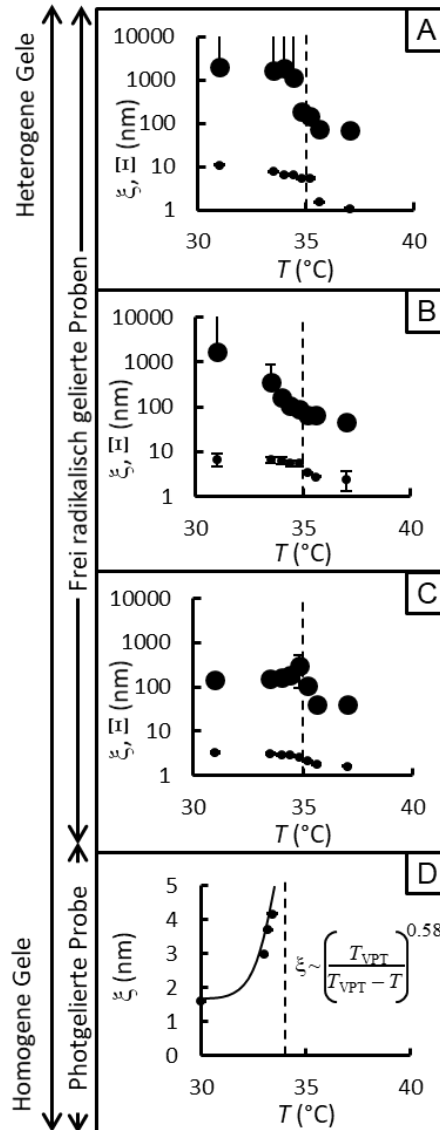 Heterogene Gele
Homogene Gele
Frei radikalisch gelierte Proben
Photgelierte Probe
A
10000
1000
100
10
1
ξ, Ξ (nm)
30 35 40
T (°C)
B
10000
1000
100
10
1
ξ, Ξ (nm)
30 35 40
T (°C)
C
10000
1000
100
10
1
ξ, Ξ (nm)
30 35 40
T (°C)
D
5
4
3
2
1
0
ξ (nm)
ξ ~ (T_VPT / (T_VPT − T))^0.58
30 35 40
T (°C)